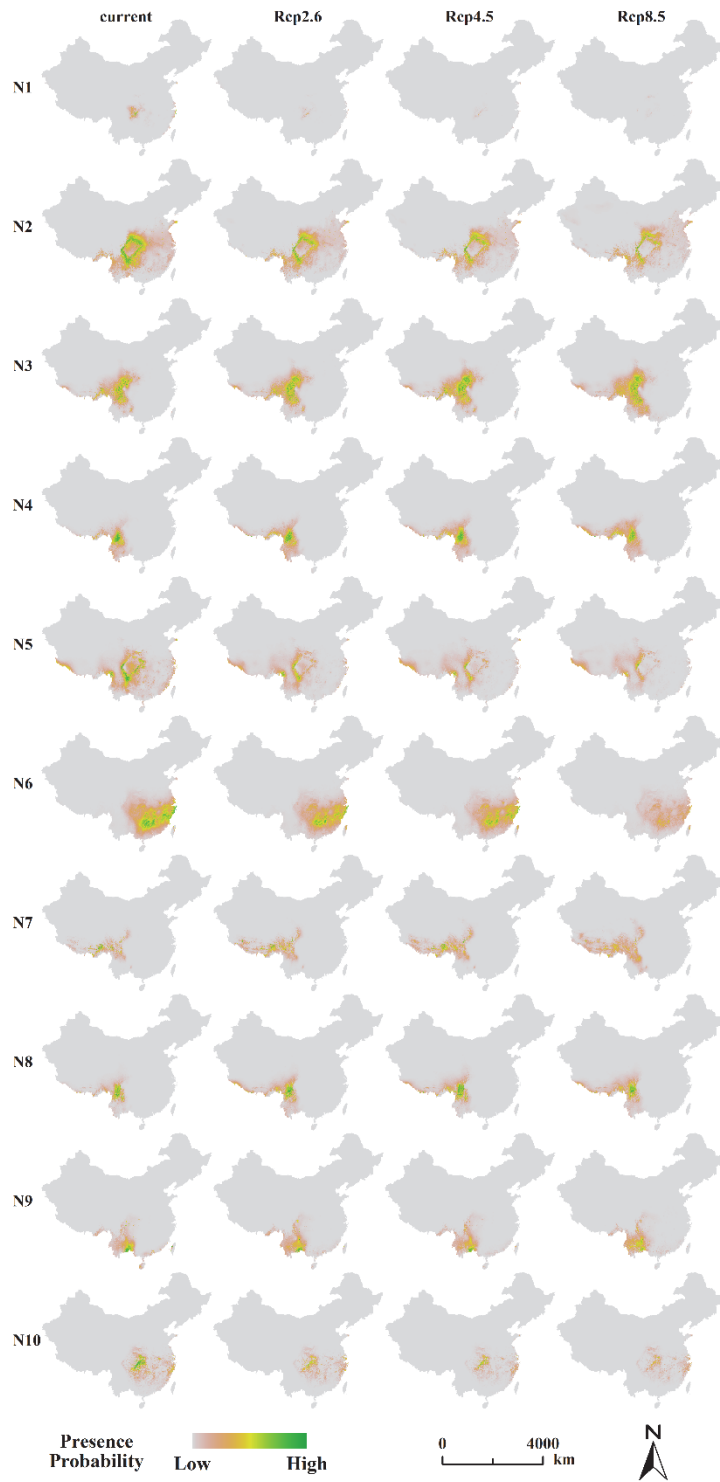 current Rcp2.6 Rcp4.5 Rcp8.5
N1
N2
N3
N4
N5
N6
N7
N8
N9
N10
Presence Probability
Low High
0 4000
km
N